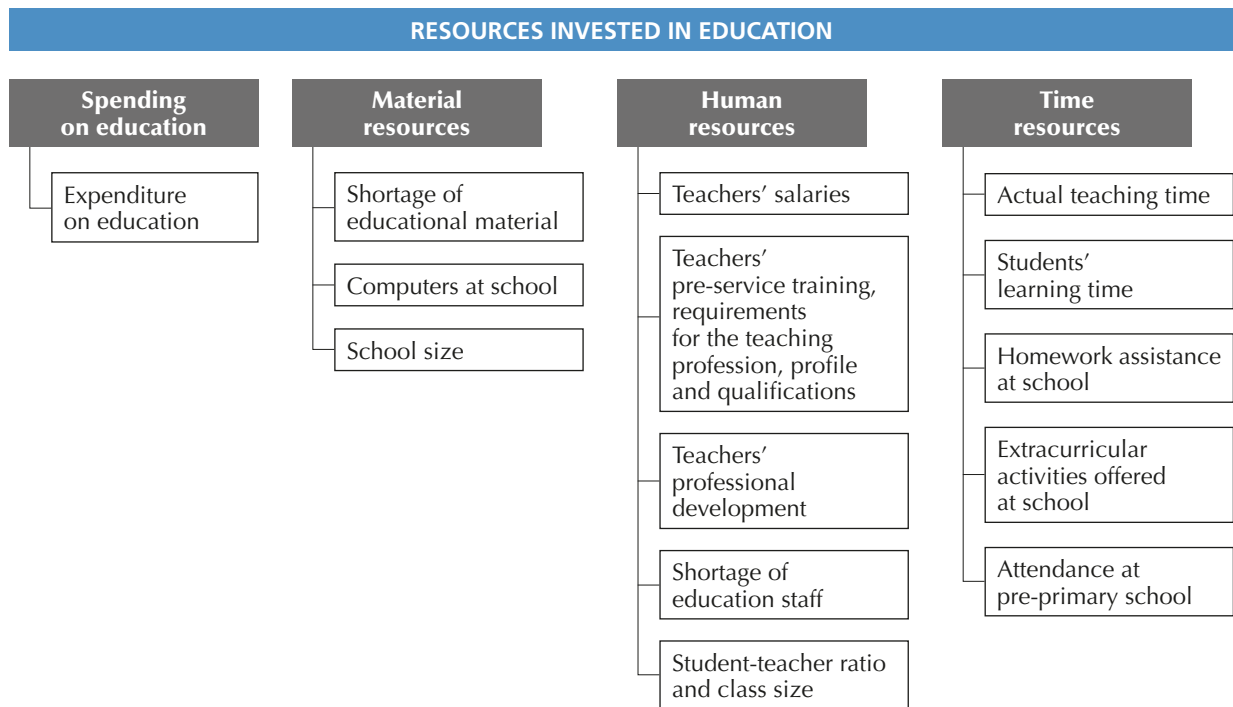 RESOURCES INVESTED IN EDUCATION
Spending
on education
Expenditure
on education
Material
resources
Shortage of
educational material
Computers at school
School size
Human
resources
Teachers’ salaries
Teachers’
pre-service training,
requirements
for the teaching
profession, profile
and qualifications
Teachers’
professional
development
Shortage of
education staff
Student-teacher ratio
and class size
Time
resources
Actual teaching time
Students’
learning time
Homework assistance
at school
Extracurricular
activities offered
at school
Attendance at
pre-primary school